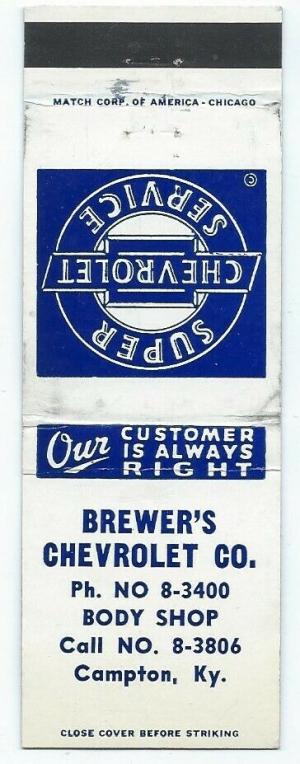 MATCH CORP. OF AMERICA - CHICAGO
SUPER
CHEVROLET
SERVICE
©
Our CUSTOMER
IS ALWAYS
RIGHT
BREWER'S
CHEVROLET CO.
Ph. NO 8-3400
BODY SHOP
Call NO. 8-3806
Campton, Ky.
CLOSE COVER BEFORE STRIKING